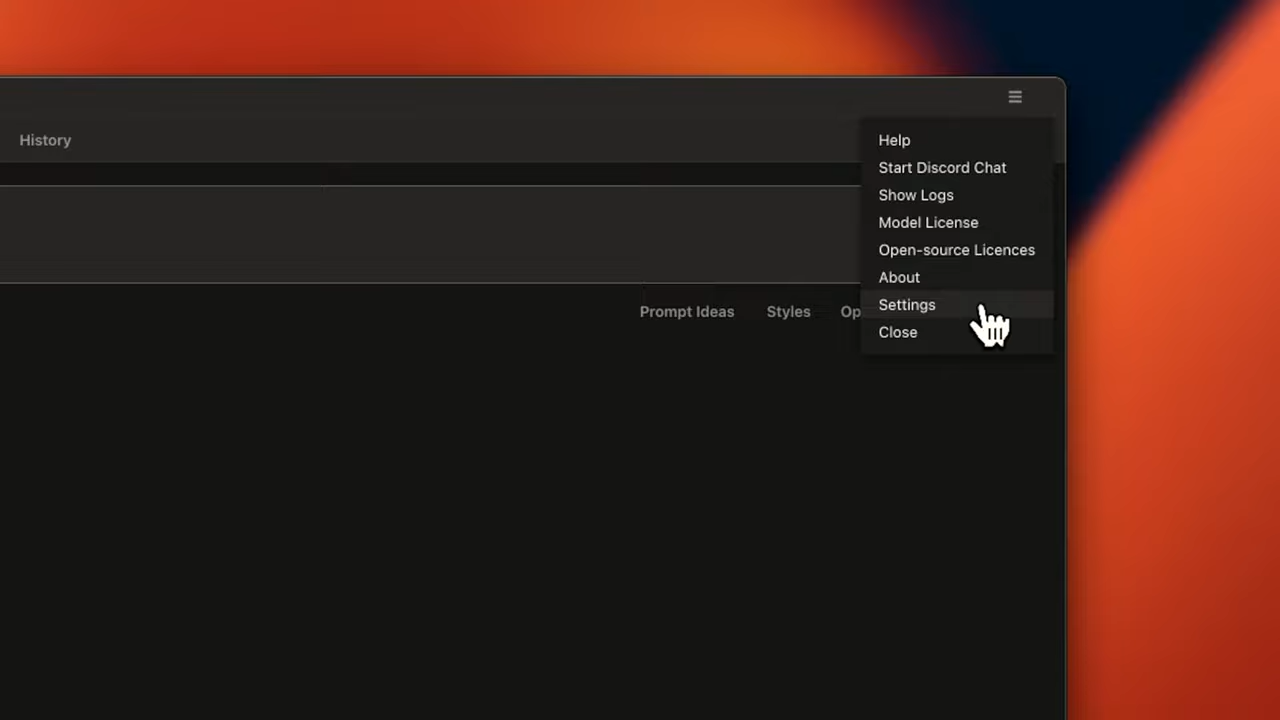 History
Help
Start Discord Chat
Show Logs
Model License
Open-source Licences
About
Prompt Ideas Styles
Settings
Close